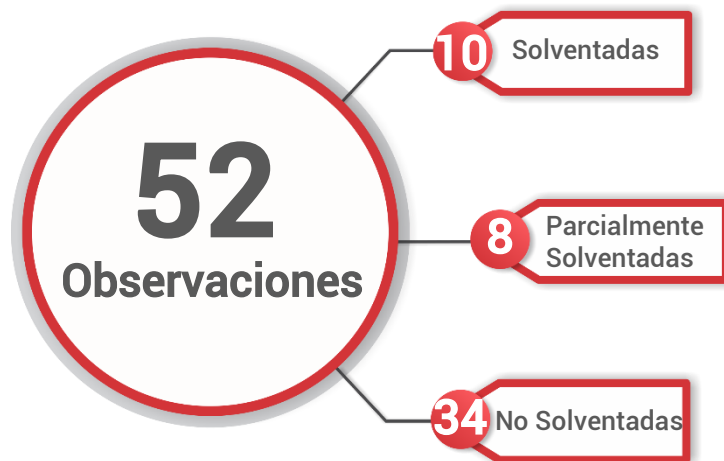 52
Observaciones
10
Solventadas
8
Parcialmente
Solventadas
34
No Solventadas